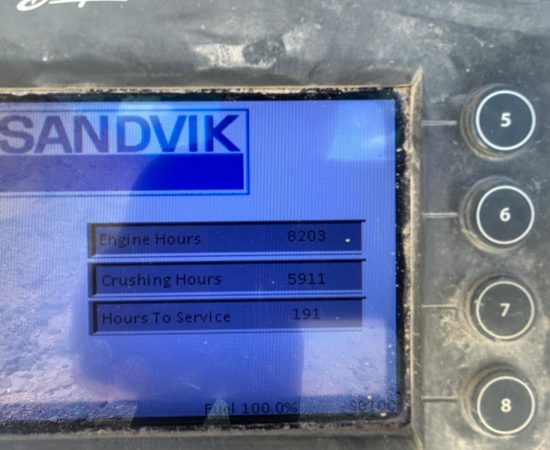 SANDVIK
Engine Hours 8203
Crushing Hours 5911
Hours To Service 191
Fuel 100.0%
5
6
7
8